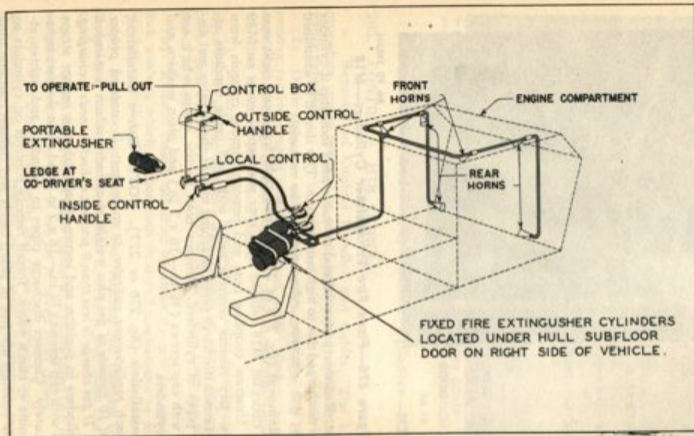 TO OPERATE:-PULL OUT
CONTROL BOX
OUTSIDE CONTROL
HANDLE
PORTABLE
EXTINGUSHER
LEDGE AT
CO-DRIVER'S SEAT
LOCAL CONTROL
INSIDE CONTROL
HANDLE
FRONT
HORNS
ENGINE COMPARTMENT
REAR
HORNS
FIXED FIRE EXTINGUSHER CYLINDERS
LOCATED UNDER HULL SUBFLOOR
DOOR ON RIGHT SIDE OF VEHICLE.